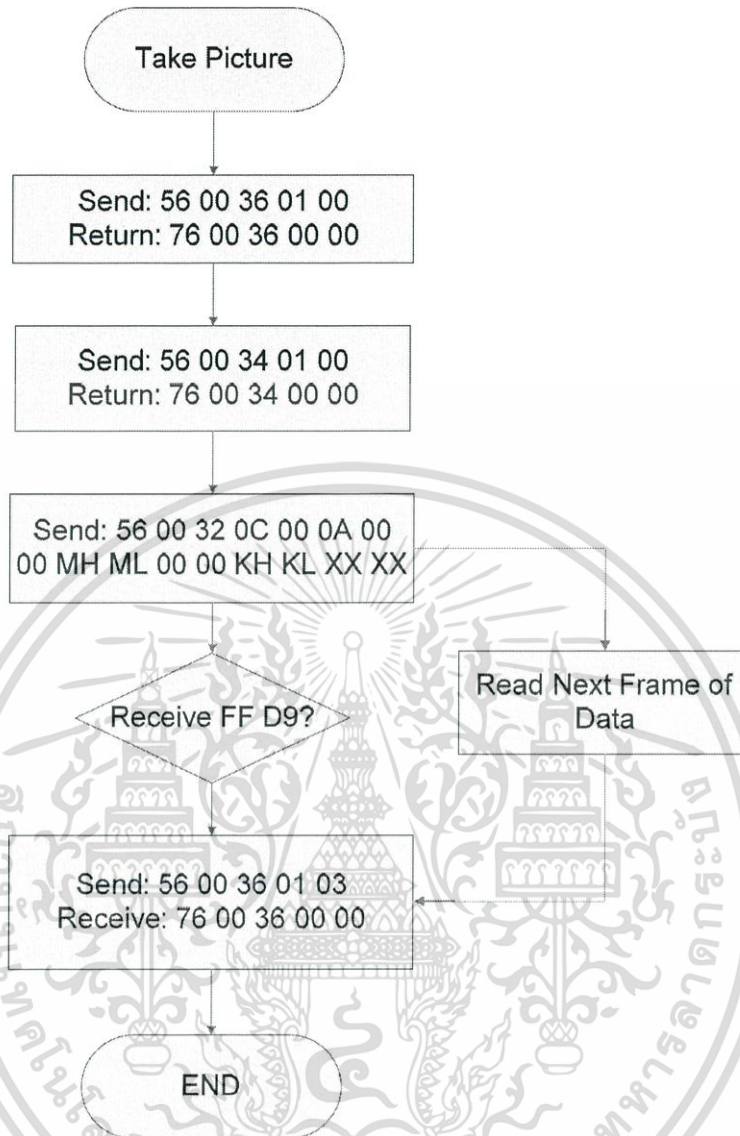 Take Picture
Send: 56 00 36 01 00
Return: 76 00 36 00 00
Send: 56 00 34 01 00
Return: 76 00 34 00 00
Send: 56 00 32 0C 00 0A 00
00 MH ML 00 00 KH KL XX XX
Receive FF D9?
Read Next Frame of
Data
Send: 56 00 36 01 03
Receive: 76 00 36 00 00
END